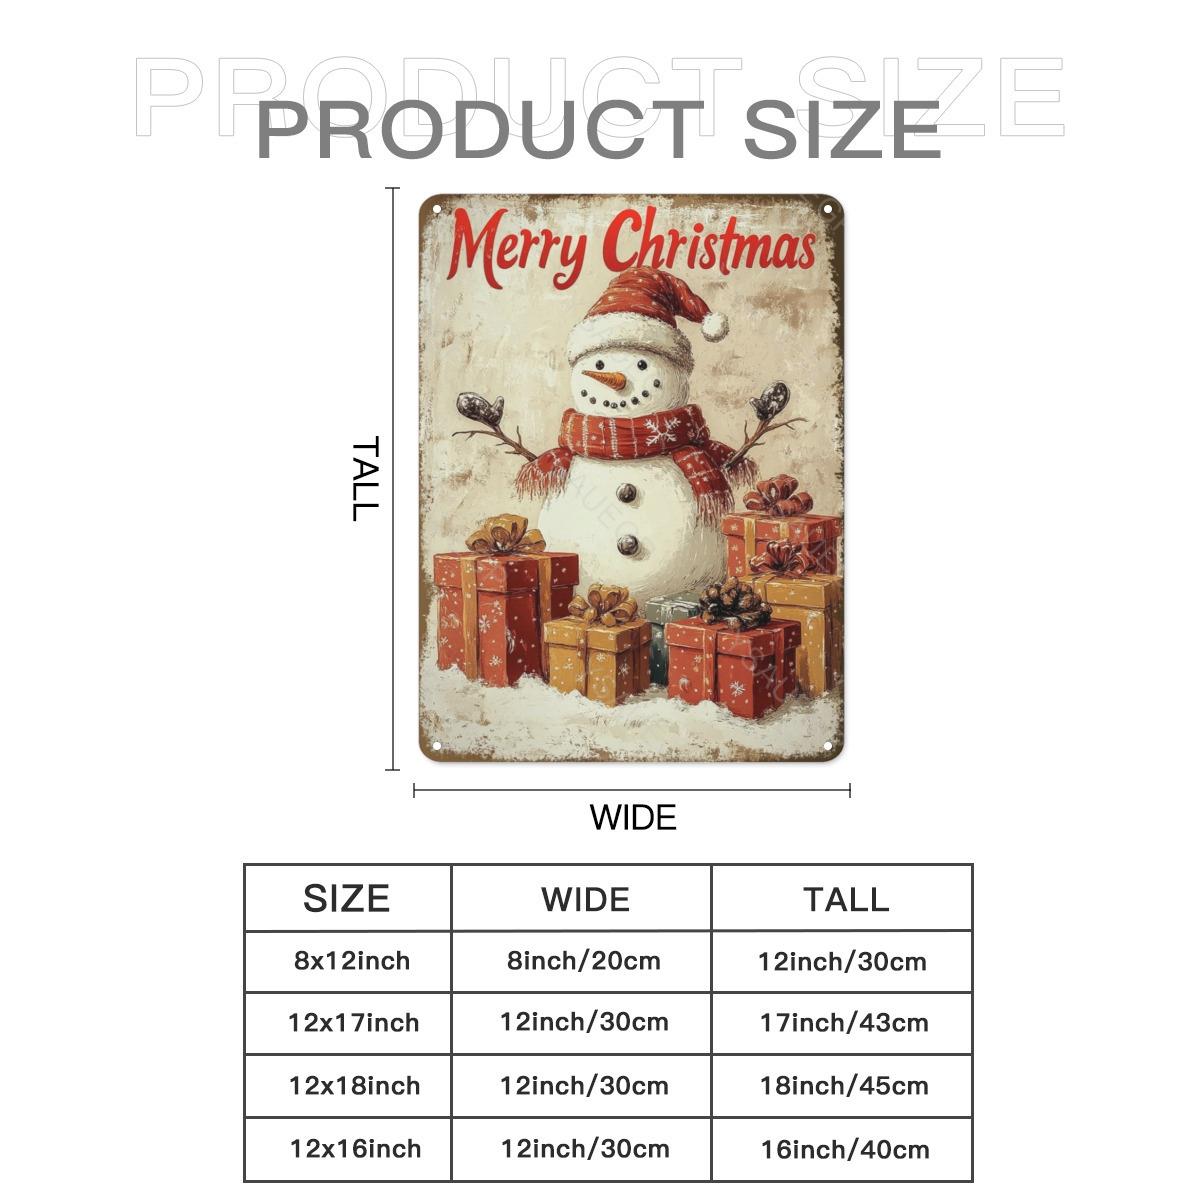 PRODUCT SIZE
PRODUCT SIZE
Merry Christmas
TALL
WIDE
SIZE WIDE TALL
8x12inch 8inch/20cm 12inch/30cm
12x17inch 12inch/30cm 17inch/43cm
12x18inch 12inch/30cm 18inch/45cm
12x16inch 12inch/30cm 16inch/40cm